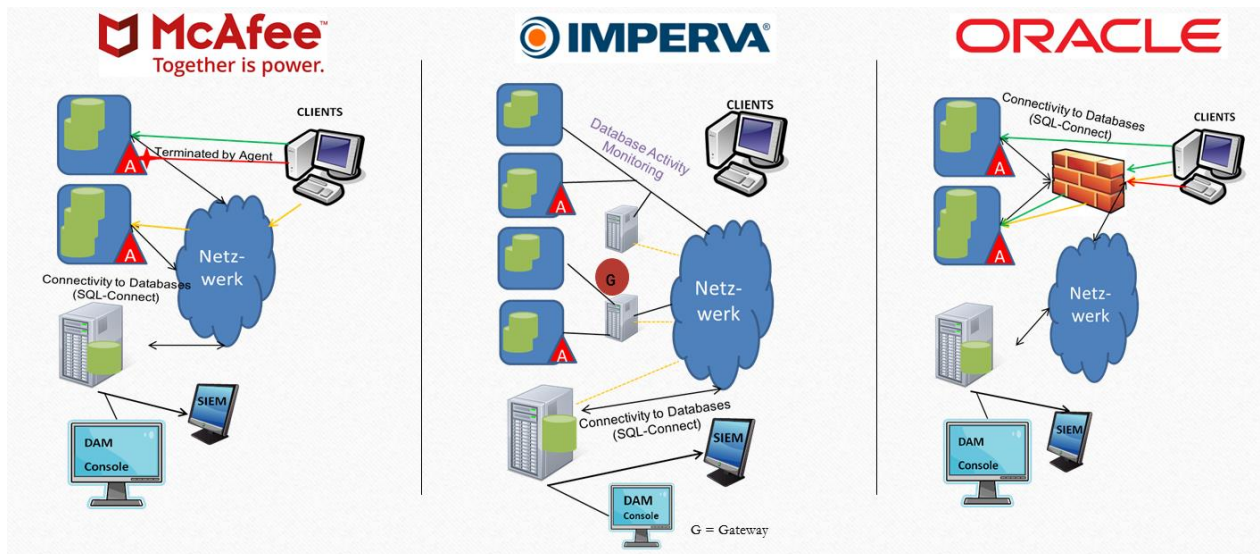 McAfee™
Together is power.
CLIENTS
Terminated by Agent
A
A
Netz-
werk
Connectivity to Databases
(SQL-Connect)
SIEM
DAM
Console
IMPERVA®
CLIENTS
Database Activity
Monitoring
A
G
Netz-
werk
A
Connectivity to Databases
(SQL-Connect)
SIEM
DAM
Console
G = Gateway
ORACLE
Connectivity to Databases
(SQL-Connect)
CLIENTS
A
A
Netz-
werk
SIEM
DAM
Console